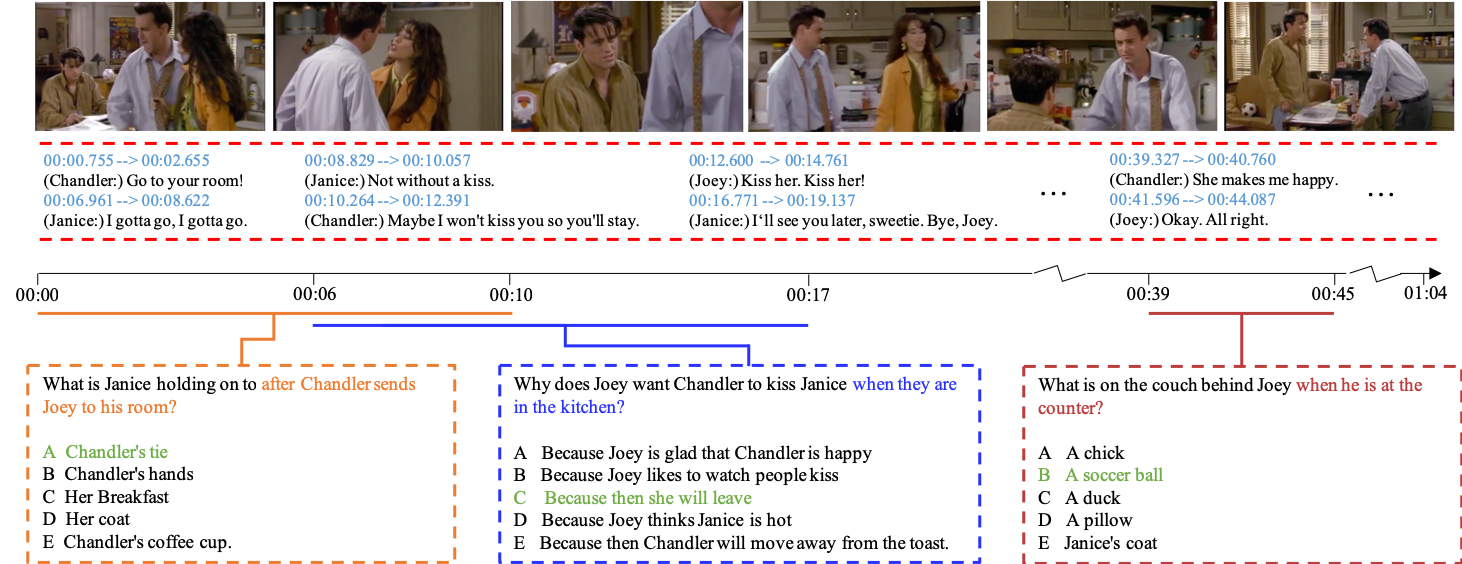 00:00.755 --> 00:02.655
(Chandler:) Go to your room!
00:06.961 --> 00:08.622
(Janice:) I gotta go, I gotta go.
00:08.829 --> 00:10.057
(Janice:) Not without a kiss.
00:10.264 --> 00:12.391
(Chandler:) Maybe I won't kiss you so you'll stay.
00:12.600 --> 00:14.761
(Joey:) Kiss her. Kiss her!
00:16.771 --> 00:19.137
(Janice:) I'll see you later, sweetie. Bye, Joey.
...
00:39.327 --> 00:40.760
(Chandler:) She makes me happy.
00:41.596 --> 00:44.087
(Joey:) Okay. All right.
...
00:00
00:06
00:10
00:17
00:39
00:45
01:04
What is Janice holding on to after Chandler sends
Joey to his room?
A Chandler's tie
B Chandler's hands
C Her Breakfast
D Her coat
E Chandler's coffee cup.
Why does Joey want Chandler to kiss Janice when they are
in the kitchen?
A Because Joey is glad that Chandler is happy
B Because Joey likes to watch people kiss
C Because then she will leave
D Because Joey thinks Janice is hot
E Because then Chandler will move away from the toast.
What is on the couch behind Joey when he is at the
counter?
A A chick
B A soccer ball
C A duck
D A pillow
E Janice's coat